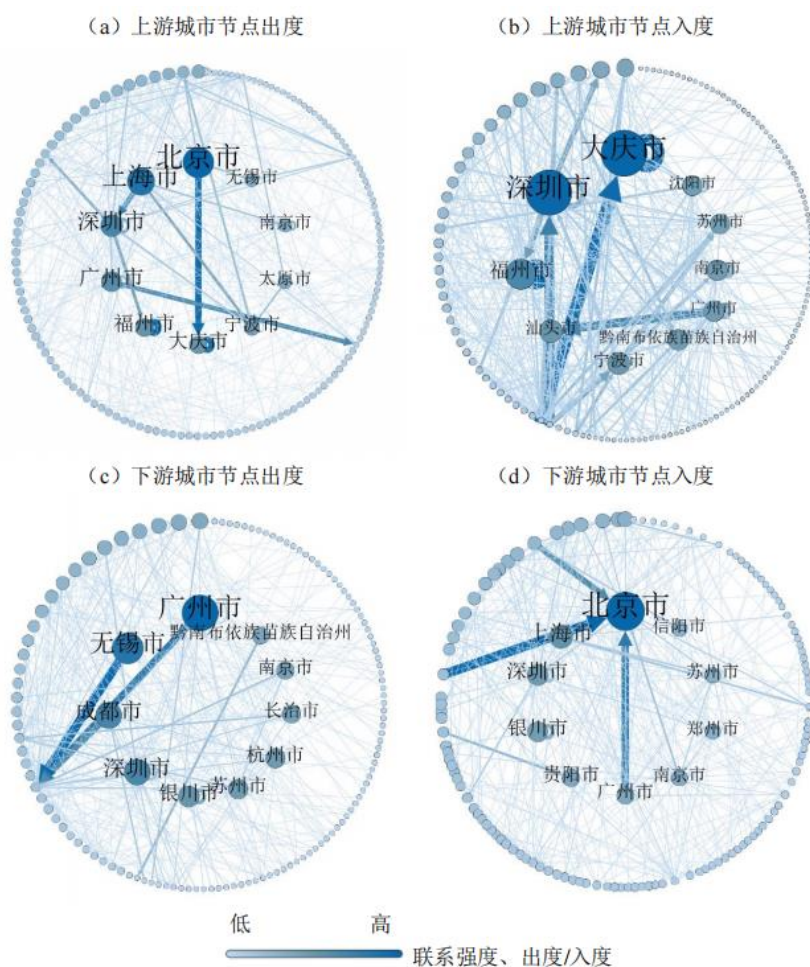 (a)上游城市节点出度
北京市
上海市
无锡市
深圳市
南京市
广州市
太原市
福州市
宁波市
大庆市
(b)上游城市节点入度
大庆市
深圳市
沈阳市
苏州市
福州市
南京市
广州市
汕头市
黔南布依族苗族自治州
宁波市
(c)下游城市节点出度
广州市
黔南布依族苗族自治州
无锡市
南京市
成都市
长治市
杭州市
深圳市
苏州市
银川市
(d)下游城市节点入度
北京市
上海市
信阳市
深圳市
苏州市
银川市
郑州市
贵阳市
南京市
广州市
低 高
联系强度、出度/入度